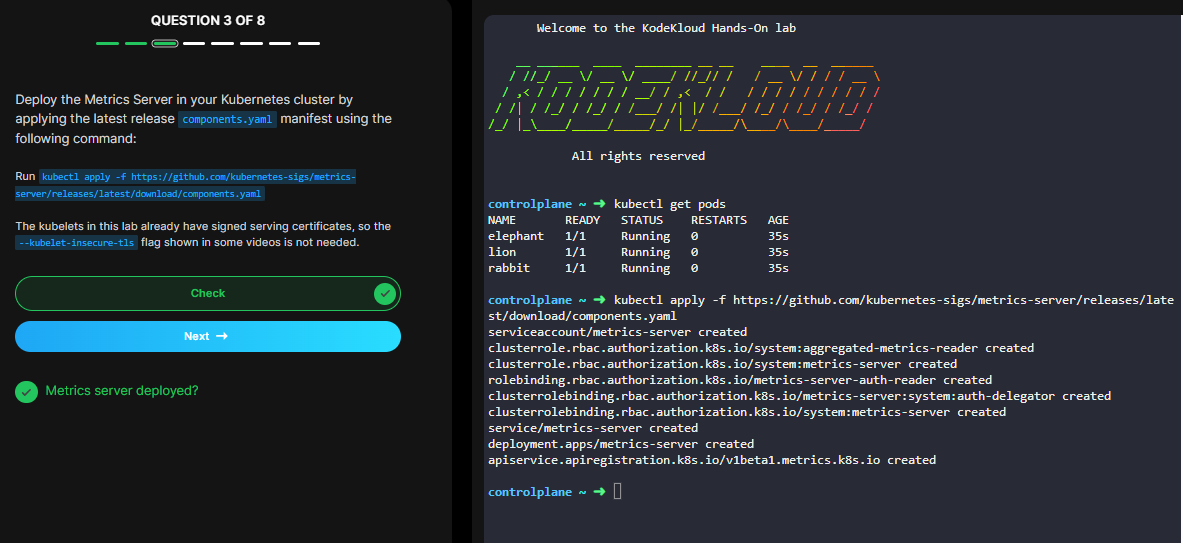 QUESTION 3 OF 8
Deploy the Metrics Server in your Kubernetes cluster by
applying the latest release components.yaml manifest using the
following command:
Run kubectl apply -f https://github.com/kubernetes-sigs/metrics-
server/releases/latest/download/components.yaml
The kubelets in this lab already have signed serving certificates, so the
--kubelet-insecure-tls flag shown in some videos is not needed.
Check
Next →
Metrics server deployed?
Welcome to the KodeKloud Hands-On lab
KODEKLOUD
All rights reserved
controlplane ~ ➜ kubectl get pods
NAME READY STATUS RESTARTS AGE
elephant 1/1 Running 0 35s
lion 1/1 Running 0 35s
rabbit 1/1 Running 0 35s
controlplane ~ ➜ kubectl apply -f https://github.com/kubernetes-sigs/metrics-server/releases/late
st/download/components.yaml
serviceaccount/metrics-server created
clusterrole.rbac.authorization.k8s.io/system:aggregated-metrics-reader created
clusterrole.rbac.authorization.k8s.io/system:metrics-server created
rolebinding.rbac.authorization.k8s.io/metrics-server-auth-reader created
clusterrolebinding.rbac.authorization.k8s.io/metrics-server:system:auth-delegator created
clusterrolebinding.rbac.authorization.k8s.io/system:metrics-server created
service/metrics-server created
deployment.apps/metrics-server created
apiservice.apiregistration.k8s.io/v1beta1.metrics.k8s.io created
controlplane ~ ➜